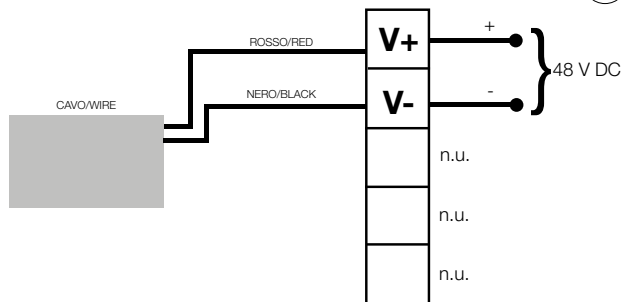 ROSSO/RED
V+
+
48 V DC
CAVO/WIRE
NERO/BLACK
V-
-
n.u.
n.u.
n.u.